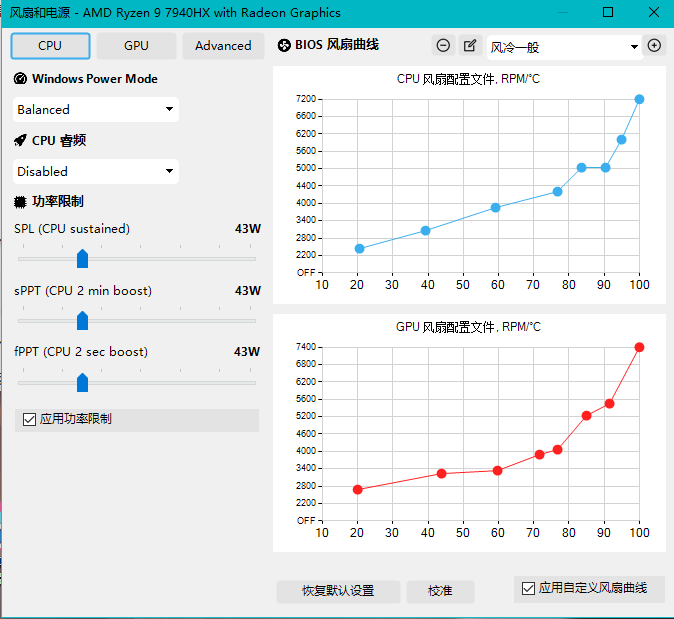 风扇和电源 - AMD Ryzen 9 7940HX with Radeon Graphics
CPU
GPU
Advanced
Windows Power Mode
Balanced
CPU 睿频
Disabled
功率限制
SPL (CPU sustained)
43W
sPPT (CPU 2 min boost)
43W
fPPT (CPU 2 sec boost)
43W
应用功率限制
BIOS 风扇曲线
风冷一般
CPU 风扇配置文件, RPM/°C
7200
6600
6200
5600
5000
4400
4000
3400
2800
2200
OFF
10 20 30 40 50 60 70 80 90 100
GPU 风扇配置文件, RPM/°C
7400
6800
6200
5600
5200
4600
4000
3400
2800
2200
OFF
10 20 30 40 50 60 70 80 90 100
恢复默认设置
校准
应用自定义风扇曲线